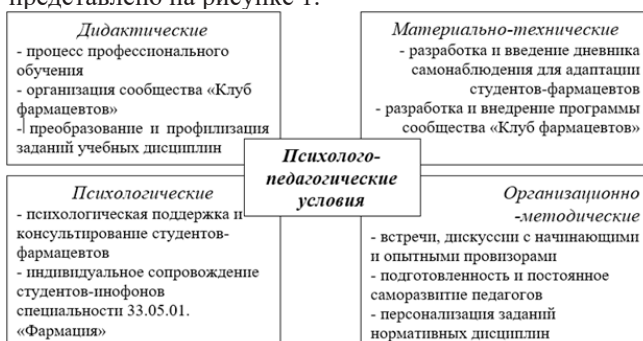 представлено на рисунке 1.
Дидактические
- процесс профессионального
обучения
- организация сообщества «Клуб
фармацевтов»
- преобразование и профилизация
заданий учебных дисциплин
Материально-технические
- разработка и введение дневника
самонаблюдения для адаптации
студентов-фармацевтов
- разработка и внедрение программы
сообщества «Клуб фармацевтов»
Психолого-
педагогические
условия
Психологические
- психологическая поддержка и
консультирование студентов-
фармацевтов
- индивидуальное сопровождение
студентов-инофонов
специальности 33.05.01.
«Фармация»
Организационно
-методические
- встречи, дискуссии с начинающими
и опытными провизорами
- подготовленность и постоянное
саморазвитие педагогов
- персонализация заданий
нормативных дисциплин